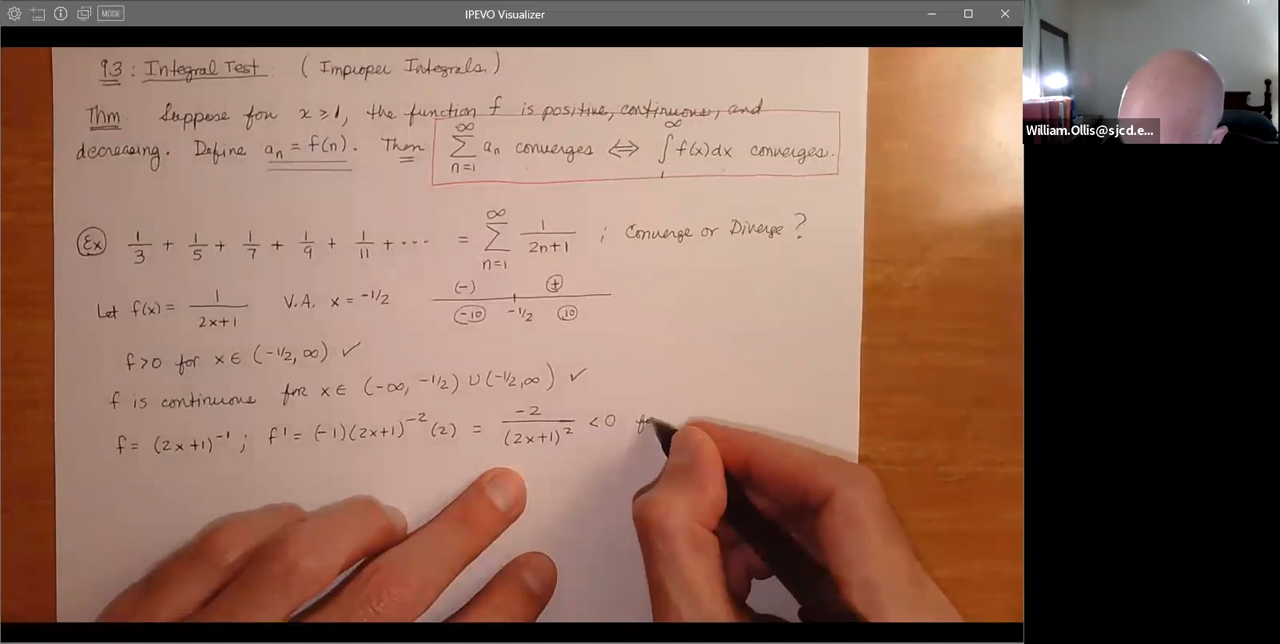 IPEVO Visualizer
MODE
9.3 : Integral Test (Improper Integrals)
Thm Suppose for x ≥ 1, the function f is positive, continuous, and
decreasing. Define aₙ = f(n). Then ∑_{n=1}^{∞} aₙ converges ⇔ ∫_{1}^{∞} f(x)dx converges.
Ex 1/3 + 1/5 + 1/7 + 1/9 + 1/11 + ··· = ∑_{n=1}^{∞} 1/(2n+1) ; Converge or Diverge?
Let f(x) = 1/(2x+1) V.A. x = -1/2 (-) + -10 -1/2 10
f>0 for x ∈ (-1/2, ∞) ✓
f is continuous for x ∈ (-∞, -1/2) ∪ (-1/2, ∞) ✓
f = (2x+1)⁻¹ ; f' = (-1)(2x+1)⁻²(2) = -2/(2x+1)² < 0
William.Ollis@sjcd.e...